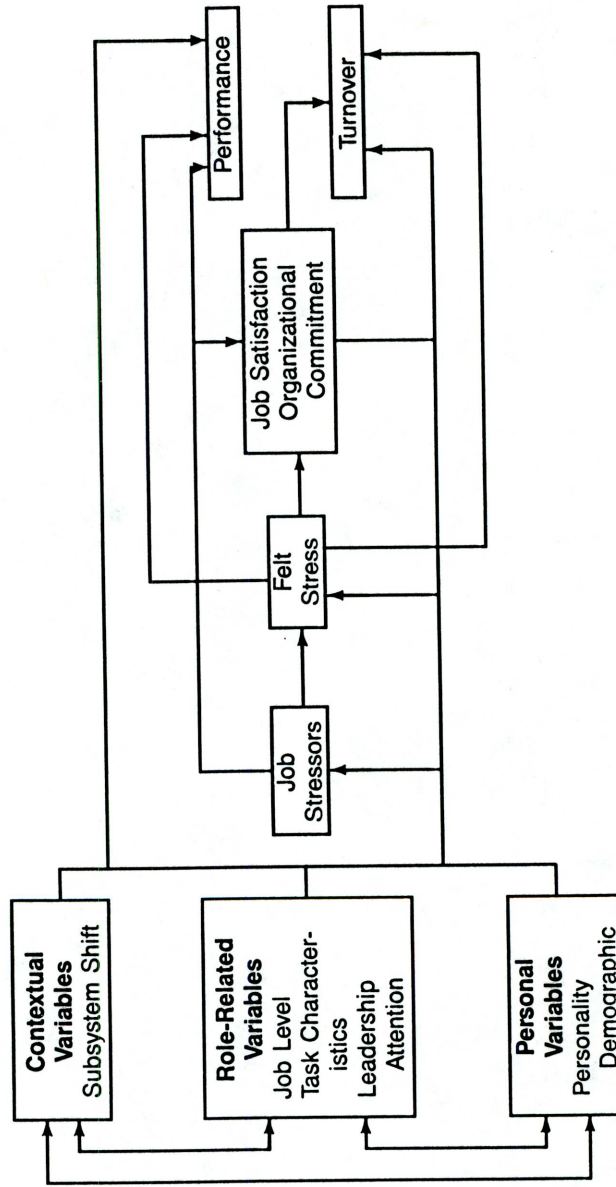 Contextual
Variables
Subsystem Shift
Role-Related
Variables
Job Level
Task Character-
istics
Leadership
Attention
Personal
Variables
Personality
Demographic
Job
Stressors
Felt
Stress
Job Satisfaction
Organizational
Commitment
Performance
Turnover